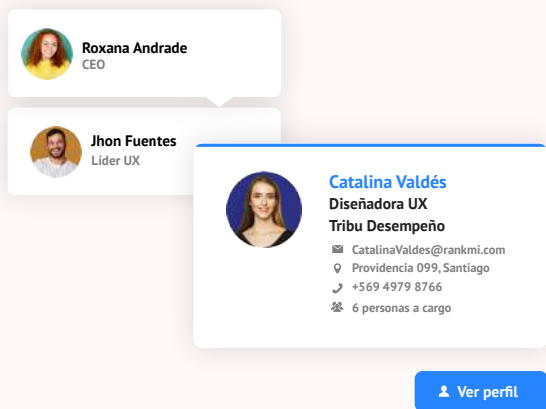 Roxana Andrade
CEO
Jhon Fuentes
Líder UX
Catalina Valdés
Diseñadora UX
Tribu Desempeño
CatalinaValdes@rankmi.com
Providencia 099, Santiago
+569 4979 8766
6 personas a cargo
Ver perfil